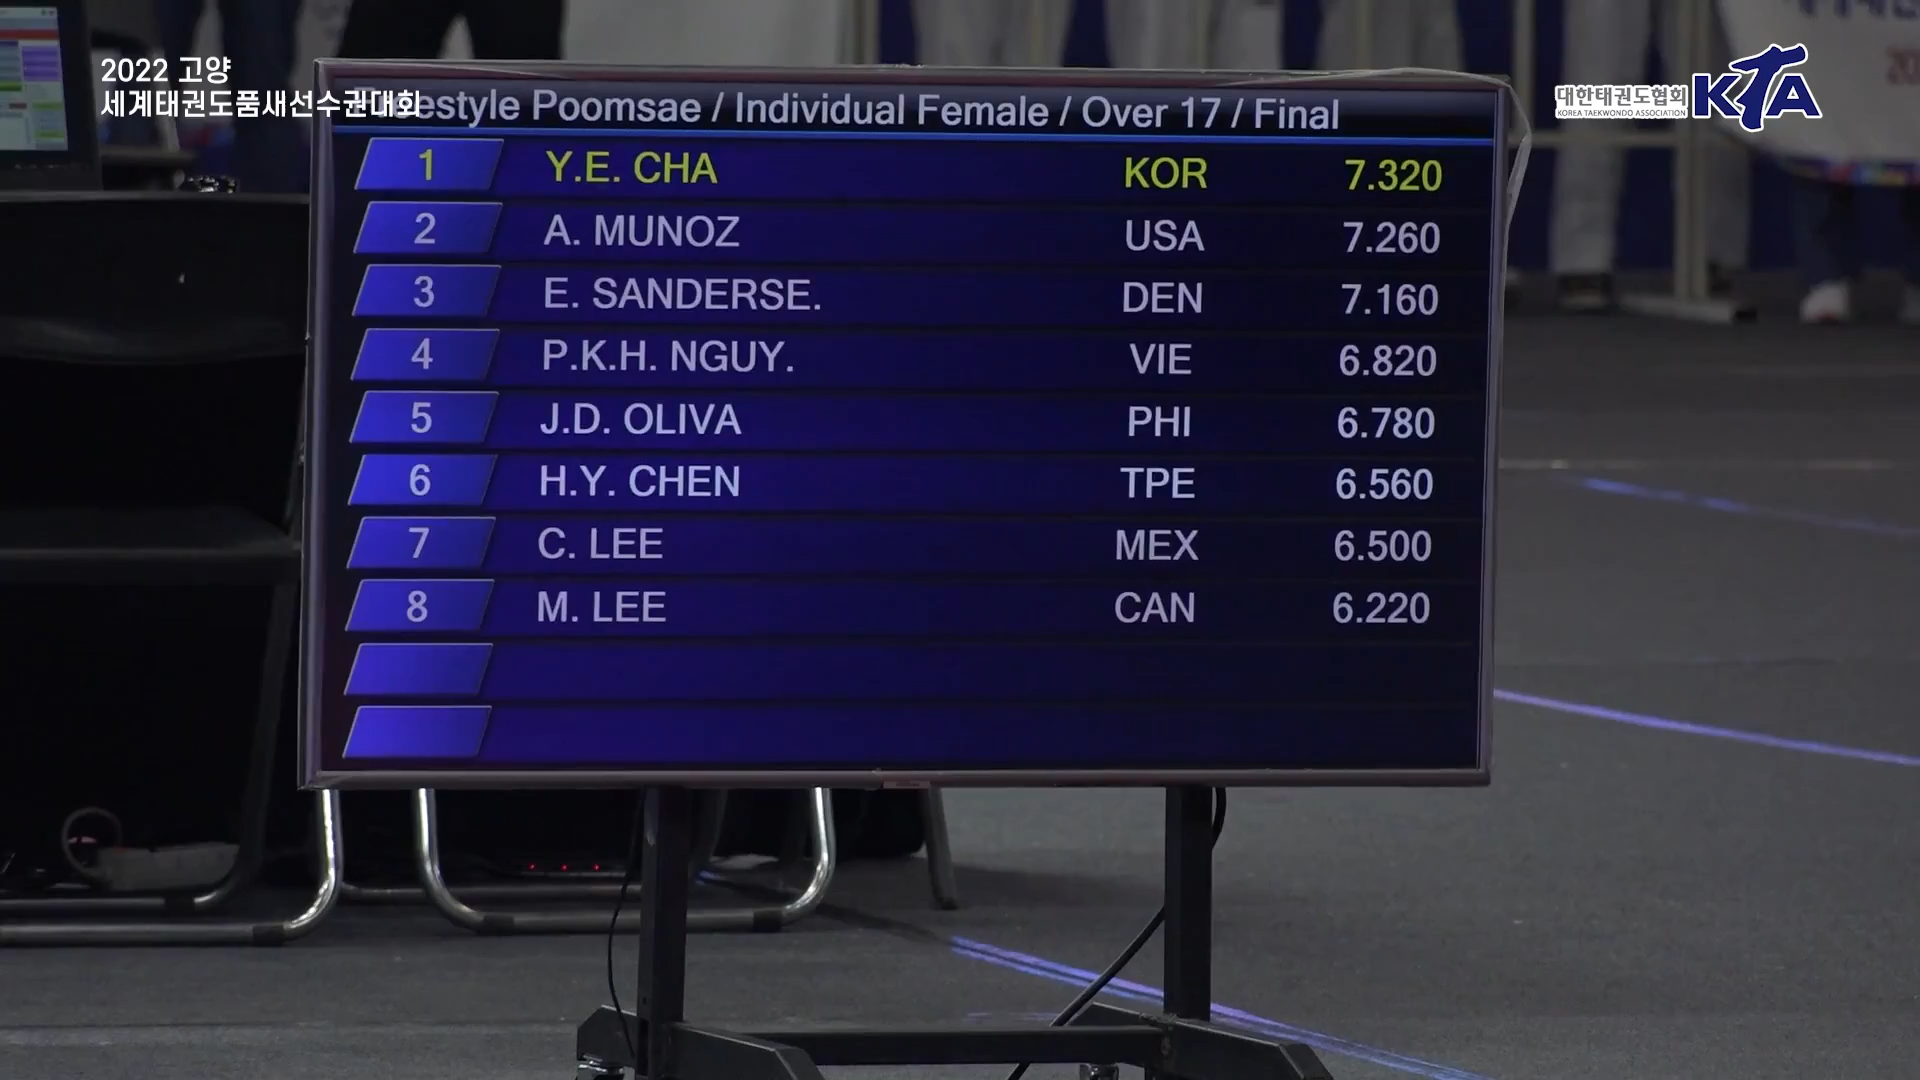 2022 고양
세계태권도품새선수권대회
대한태권도협회
KOREA TAEKWONDO ASSOCIATION
KTA
Freestyle Poomsae / Individual Female / Over 17 / Final
1 Y.E. CHA KOR 7.320
2 A. MUNOZ USA 7.260
3 E. SANDERSE. DEN 7.160
4 P.K.H. NGUY. VIE 6.820
5 J.D. OLIVA PHI 6.780
6 H.Y. CHEN TPE 6.560
7 C. LEE MEX 6.500
8 M. LEE CAN 6.220